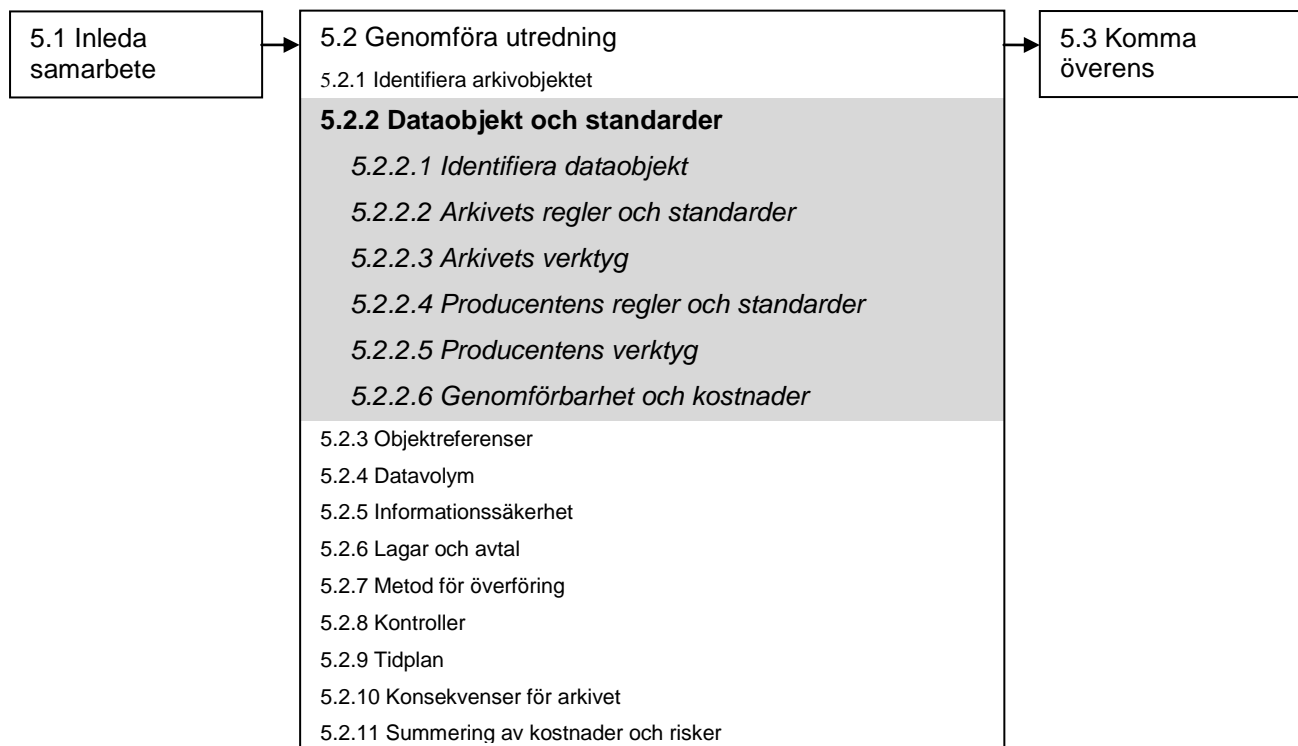 5.1 Inleda
samarbete
5.2 Genomföra utredning
5.2.1 Identifiera arkivobjektet
5.2.2 Dataobjekt och standarder
5.2.2.1 Identifiera dataobjekt
5.2.2.2 Arkivets regler och standarder
5.2.2.3 Arkivets verktyg
5.2.2.4 Producentens regler och standarder
5.2.2.5 Producentens verktyg
5.2.2.6 Genomförbarhet och kostnader
5.2.3 Objektreferenser
5.2.4 Datavolym
5.2.5 Informationssäkerhet
5.2.6 Lagar och avtal
5.2.7 Metod för överföring
5.2.8 Kontroller
5.2.9 Tidplan
5.2.10 Konsekvenser för arkivet
5.2.11 Summering av kostnader och risker
5.3 Komma
överens